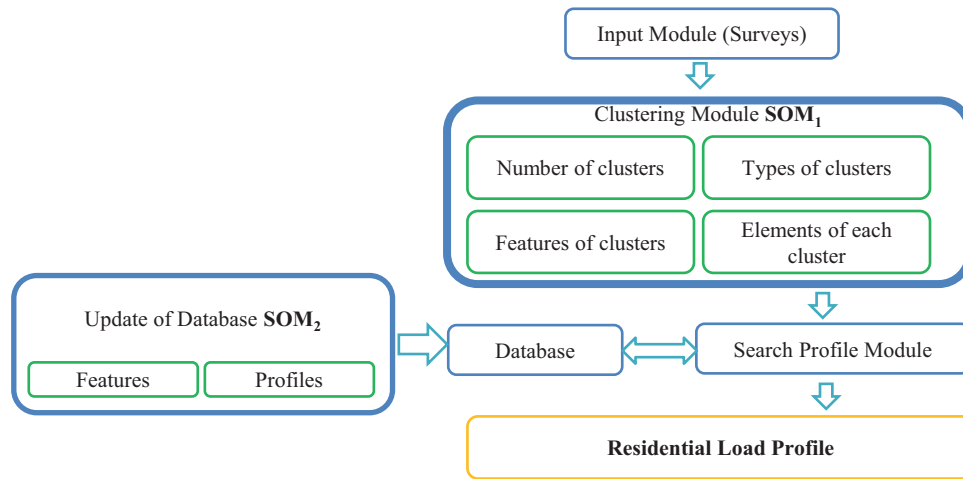 Input Module (Surveys)
Clustering Module SOM₁
Number of clusters
Types of clusters
Features of clusters
Elements of each
cluster
Update of Database SOM₂
Features
Profiles
Database
Search Profile Module
Residential Load Profile